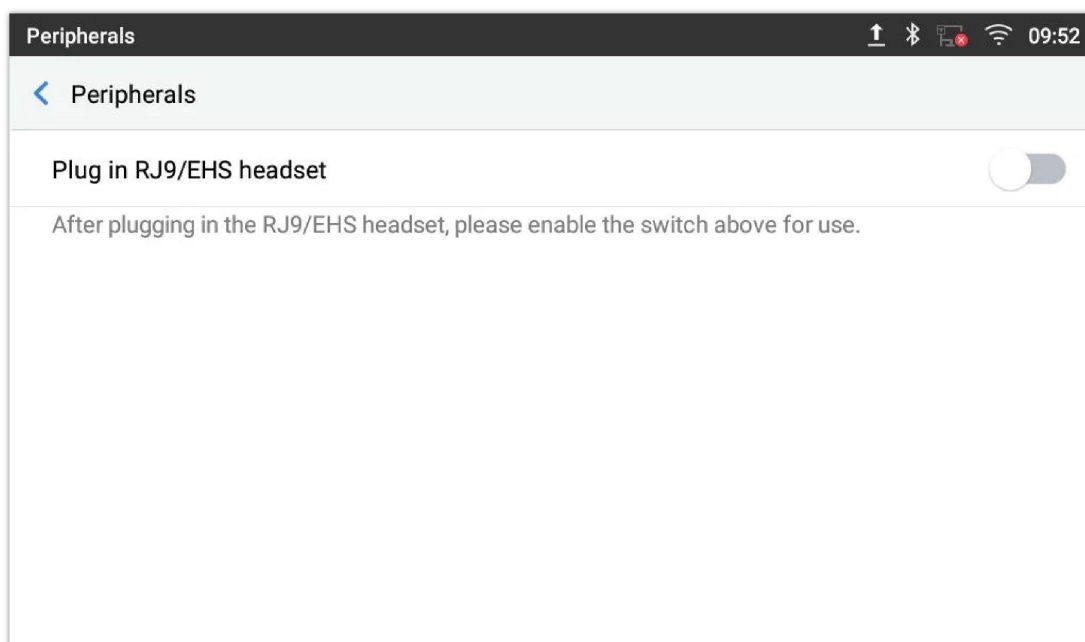 Peripherals 09:52
Peripherals
Plug in RJ9/EHS headset
After plugging in the RJ9/EHS headset, please enable the switch above for use.